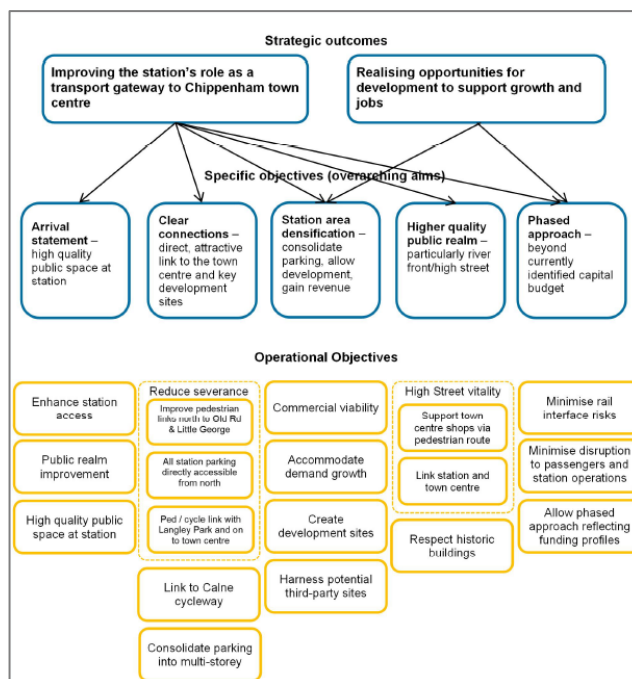 Strategic outcomes
Improving the station's role as a
transport gateway to Chippenham town
centre
Realising opportunities for
development to support growth and
jobs
Specific objectives (overarching aims)
Arrival
statement –
high quality
public space at
station
Clear
connections –
direct, attractive
link to the town
centre and key
development
sites
Station area
densification –
consolidate
parking, allow
development,
gain revenue
Higher quality
public realm –
particularly river
front/high street
Phased
approach –
beyond
currently
identified capital
budget
Operational Objectives
Enhance station
access
Public realm
improvement
High quality public
space at station
Reduce severance
Improve pedestrian
links north to Old Rd
& Little George
All station parking
directly accessible
from north
Ped / cycle link with
Langley Park and on
to town centre
Link to Calne
cycleway
Consolidate parking
into multi-storey
Commercial viability
Accommodate
demand growth
Create
development sites
Harness potential
third-party sites
High Street vitality
Support town
centre shops via
pedestrian route
Link station and
town centre
Respect historic
buildings
Minimise rail
interface risks
Minimise disruption
to passengers and
station operations
Allow phased
approach reflecting
funding profiles